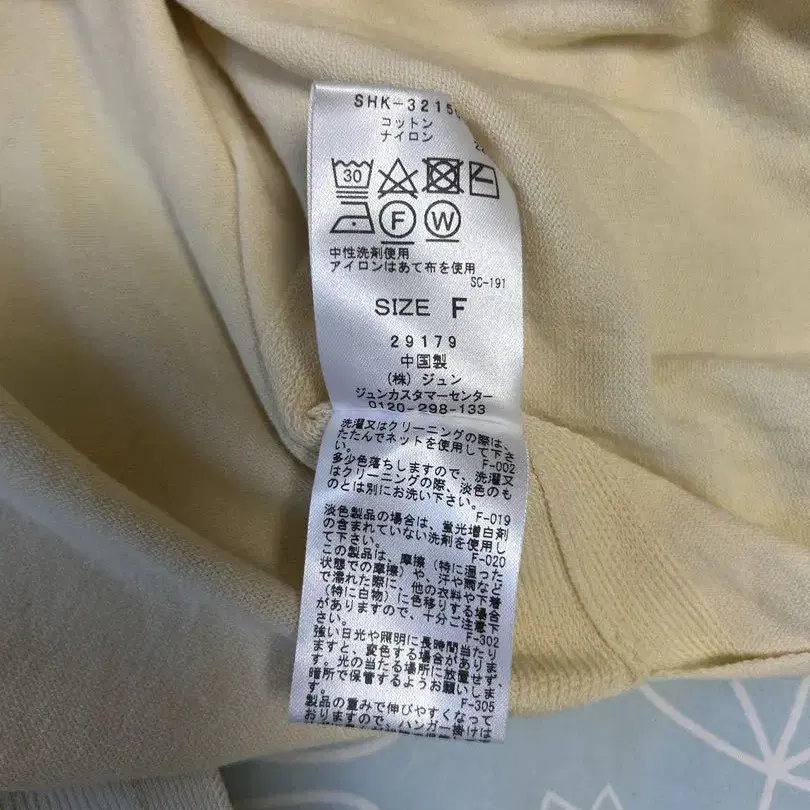 SHK-3215
コットン
ナイロン
30
F W
中性洗剤使用
アイロンはあて布を使用
SC-191
SIZE F
29179
中国製
(株) ジュン
ジュンカスタマーセンター
0120-298-133
洗濯又はクリーニングの際は、
たたんでネットを使用して下さ
い。 F-002
多少色落ちしますので、洗濯又
はクリーニングの際、淡色のも
のとは別にお洗い下さい。
F-019
淡色製品の場合は、蛍光増白剤
の含まれていない洗剤を使用し
て下さい。 F-020
この製品は、摩擦（特に湿った
状態での摩擦）や、汗や雨など
で濡れた際に、他の衣料や下着
（特に白物）に色移りする場合
がありますので、十分ご注意下
さい。 F-302
強い日光や照明に長時間当たり
ますと、変色する場合がありま
す。光の当たる場所に放置せず、
暗所で保管するようお願いしま
す。 F-305
製品の重みで伸びやすくなって
おりますので、ハンガー掛けは